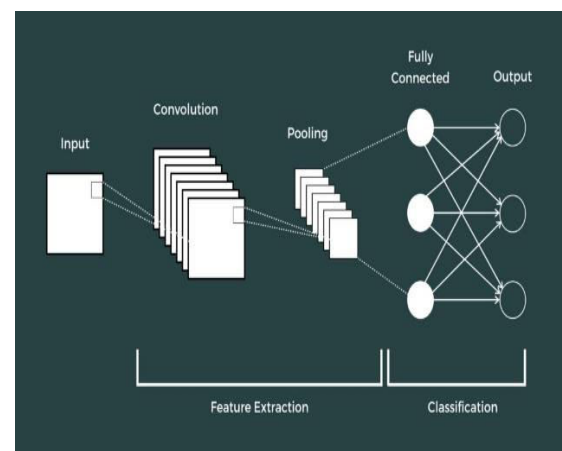 Input
Convolution
Pooling
Fully
Connected
Output
Feature Extraction
Classification